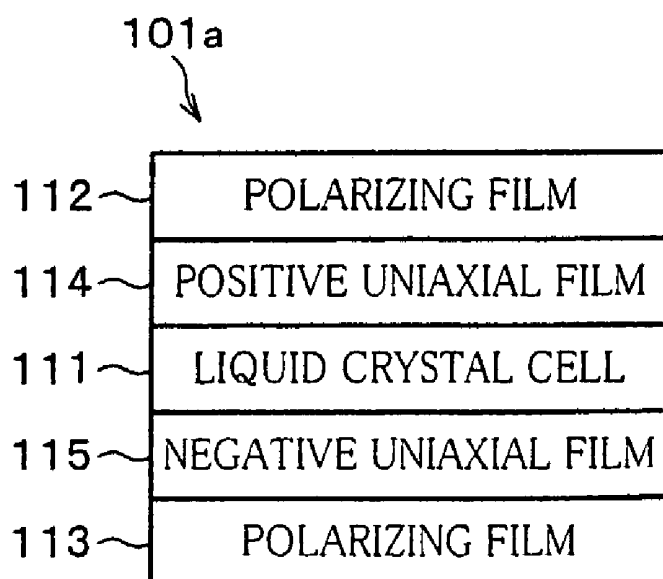 101a
112 POLARIZING FILM
114 POSITIVE UNIAXIAL FILM
111 LIQUID CRYSTAL CELL
115 NEGATIVE UNIAXIAL FILM
113 POLARIZING FILM